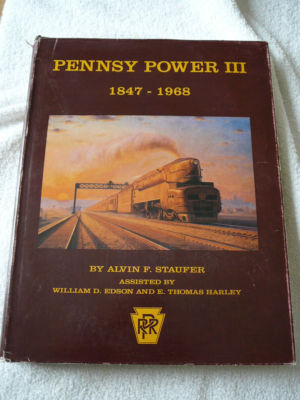 PENNSY POWER III
1847 - 1968
BY ALVIN F. STAUFER
ASSISTED BY
WILLIAM D. EDSON AND E. THOMAS HARLEY
PRR